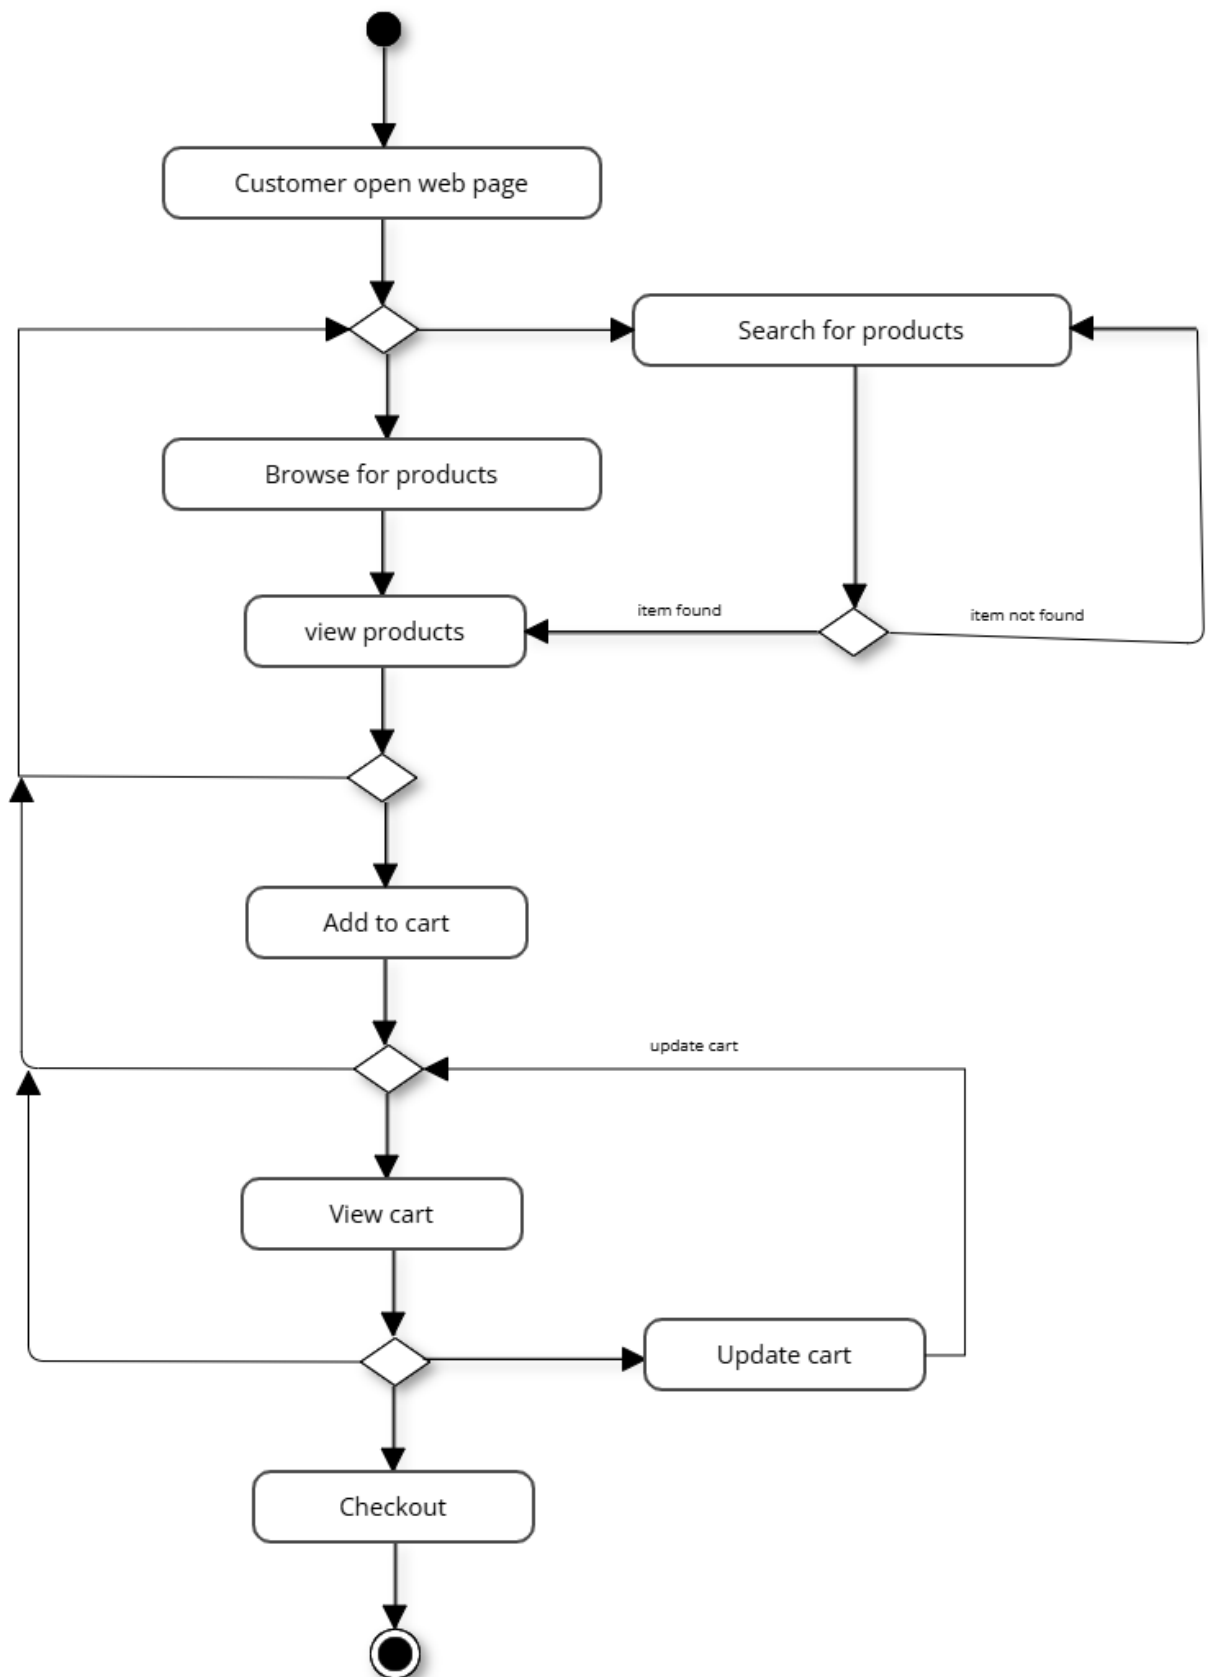 Customer open web page
Search for products
Browse for products
item found
item not found
view products
Add to cart
update cart
View cart
Update cart
Checkout